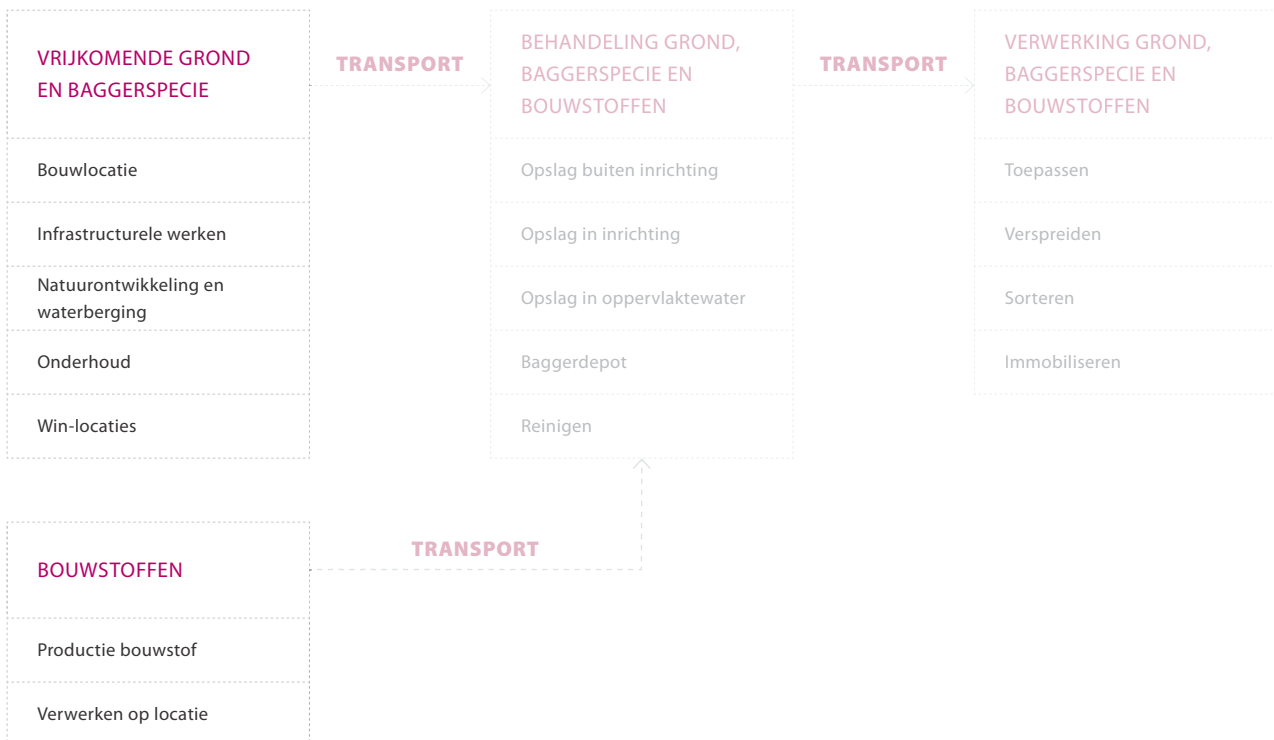 VRIJKOMENDE GROND
EN BAGGERSPECIE
Bouwlocatie
Infrastructurele werken
Natuurontwikkeling en
waterberging
Onderhoud
Win-locaties
TRANSPORT
BEHANDELING GROND,
BAGGERSPECIE EN
BOUWSTOFFEN
Opslag buiten inrichting
Opslag in inrichting
Opslag in oppervlaktewater
Baggerdepot
Reinigen
TRANSPORT
VERWERKING GROND,
BAGGERSPECIE EN
BOUWSTOFFEN
Toepassen
Verspreiden
Sorteren
Immobiliseren
BOUWSTOFFEN
Productie bouwstof
Verwerken op locatie
TRANSPORT